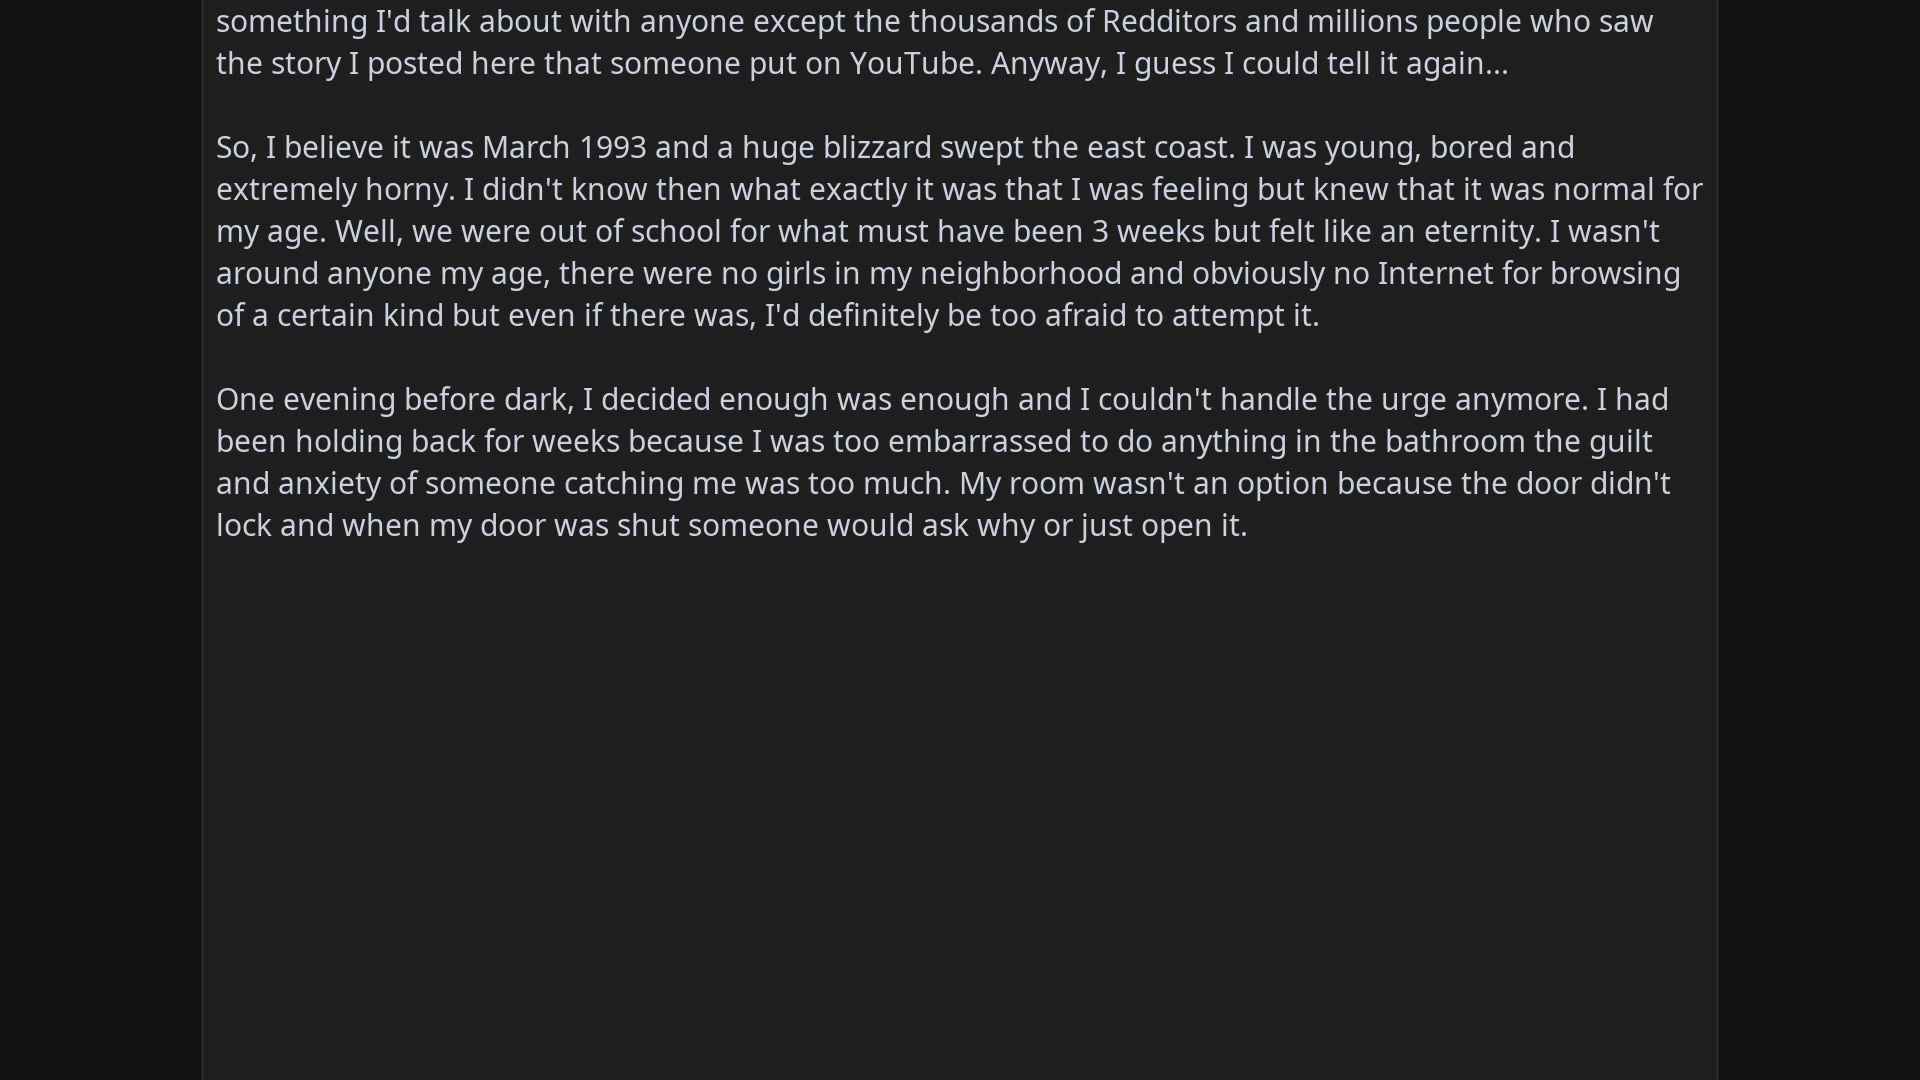 something I'd talk about with anyone except the thousands of Redditors and millions people who saw
the story I posted here that someone put on YouTube. Anyway, I guess I could tell it again...
So, I believe it was March 1993 and a huge blizzard swept the east coast. I was young, bored and
extremely horny. I didn't know then what exactly it was that I was feeling but knew that it was normal for
my age. Well, we were out of school for what must have been 3 weeks but felt like an eternity. I wasn't
around anyone my age, there were no girls in my neighborhood and obviously no Internet for browsing
of a certain kind but even if there was, I'd definitely be too afraid to attempt it.
One evening before dark, I decided enough was enough and I couldn't handle the urge anymore. I had
been holding back for weeks because I was too embarrassed to do anything in the bathroom the guilt
and anxiety of someone catching me was too much. My room wasn't an option because the door didn't
lock and when my door was shut someone would ask why or just open it.